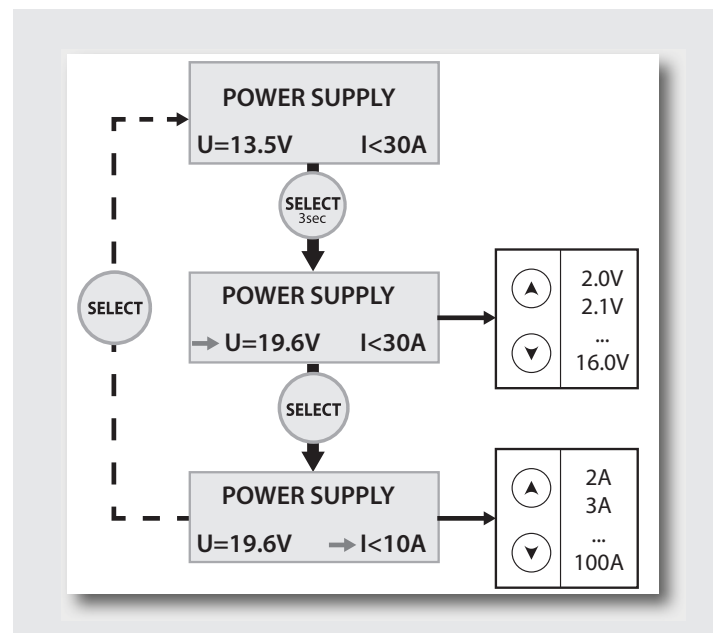 POWER SUPPLY
U=13.5V I<30A
SELECT
3sec
POWER SUPPLY
→ U=19.6V I<30A
2.0V
2.1V
...
16.0V
SELECT
SELECT
POWER SUPPLY
U=19.6V → I<10A
2A
3A
...
100A